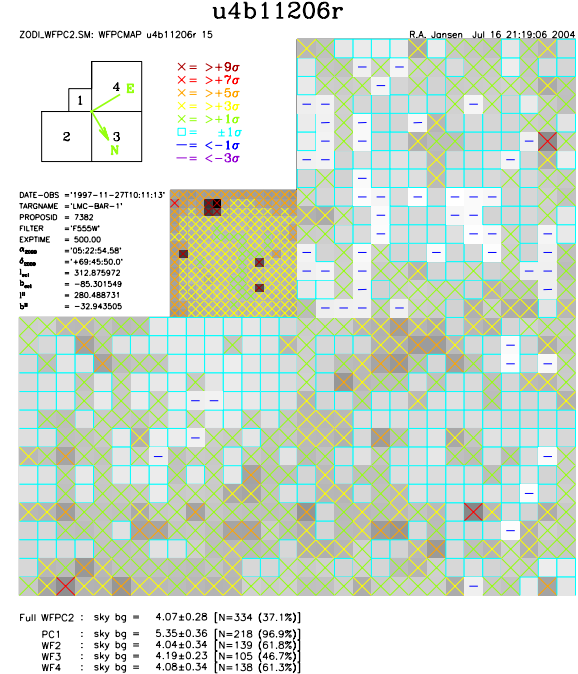 u4b11206r
ZODI_WFPC2.SM: WFPCMAP u4b11206r 15
R.A. Jansen Jul 16 21:19:06 2004
4
E
1
2
3
N
× = >+9σ
× = >+7σ
× = >+5σ
× = >+3σ
× = >+1σ
□ = ±1σ
— = <−1σ
— = <−3σ
DATE−OBS ='1997−11−27T10:11:13'
TARGNAME ='LMC−BAR−1'
PROPOSID = 7382
FILTER ='F555W'
EXPTIME = 500.00
α2000 ='05:22:54.58'
δ2000 ='+69:45:50.0'
l = 312.875972
b = −85.301549
lII = 280.488731
bII = −32.943505
Full WFPC2 : sky bg = 4.07±0.28 [N=334 (37.1%)]
PC1 : sky bg = 5.35±0.36 [N=218 (96.9%)]
WF2 : sky bg = 4.04±0.34 [N=139 (61.8%)]
WF3 : sky bg = 4.19±0.23 [N=105 (46.7%)]
WF4 : sky bg = 4.08±0.34 [N=138 (61.3%)]